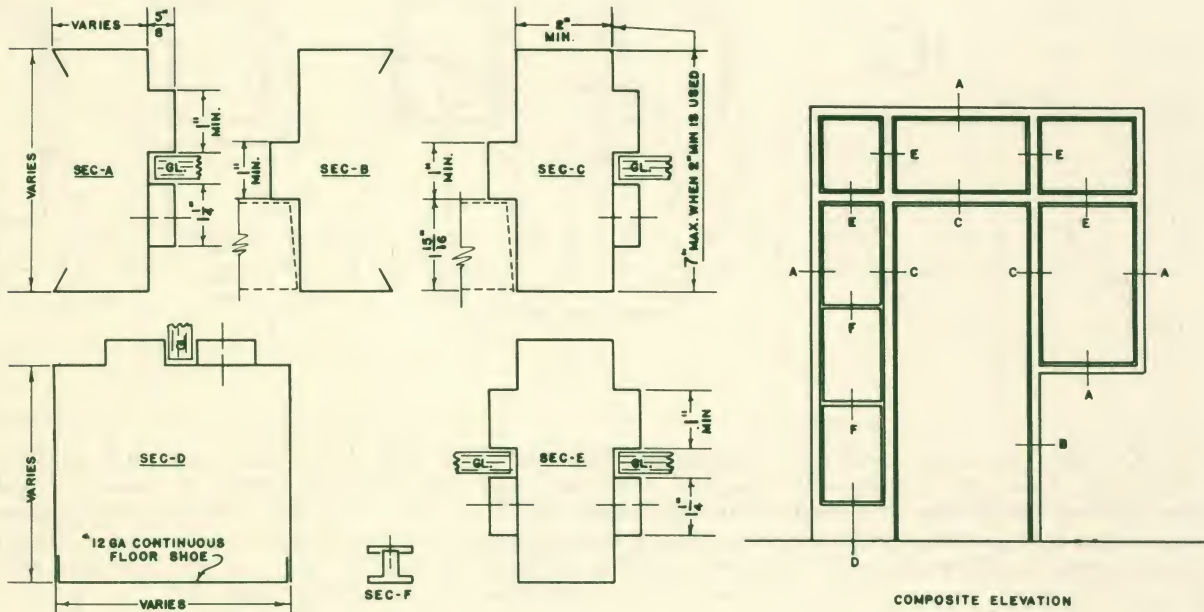 VARIES
5"
8
VARIES
1"
MIN.
GL.
SEC-A
1 1/4"
1"
MIN.
SEC-B
2"
MIN.
7" MAX. WHEN 2" MIN IS USED
1"
MIN.
SEC-C
GL.
1 15/16"
GL
VARIES
SEC-D
"12 GA CONTINUOUS
FLOOR SHOE
VARIES
SEC-F
1"
MIN
GL.
SEC-E
GL.
1 1/4"
A
E
E
E
C
E
A
C
C
A
F
A
F
B
D
COMPOSITE ELEVATION